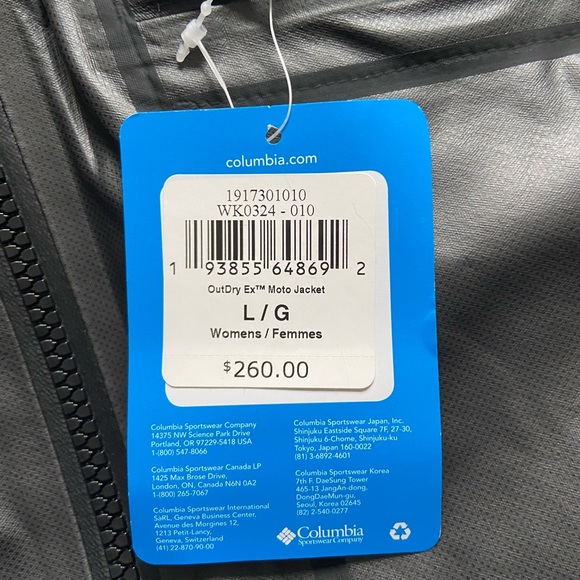 columbia.com
1917301010
WK0324 - 010
1 93855 64869 2
OutDry Ex™ Moto Jacket
L / G
Womens / Femmes
$260.00
Columbia Sportswear Company
14375 NW Science Park Drive
Portland, OR 97229-5418 USA
1-(800) 547-8066
Columbia Sportswear Canada LP
1425 Max Brose Drive,
London, ON, Canada N6N 0A2
1-(800) 265-7067
Columbia Sportswear International
SàRL, Geneva Business Center,
Avenue des Morgines 12,
1213 Petit-Lancy,
Geneva, Switzerland
(41) 22-870-90-00
Columbia Sportswear Japan, Inc.
Shinjuku Eastside Square 7F, 27-30,
Shinjuku 6-Chome, Shinjuku-ku
Tokyo, Japan 160-0022
(81) 3-6892-4601
Columbia Sportswear Korea
7th F. DaeSung Tower
465-13 JangAn-dong,
DongDaeMun-gu,
Seoul, Korea 02645
(82) 2-540-0277
Columbia
Sportswear Company